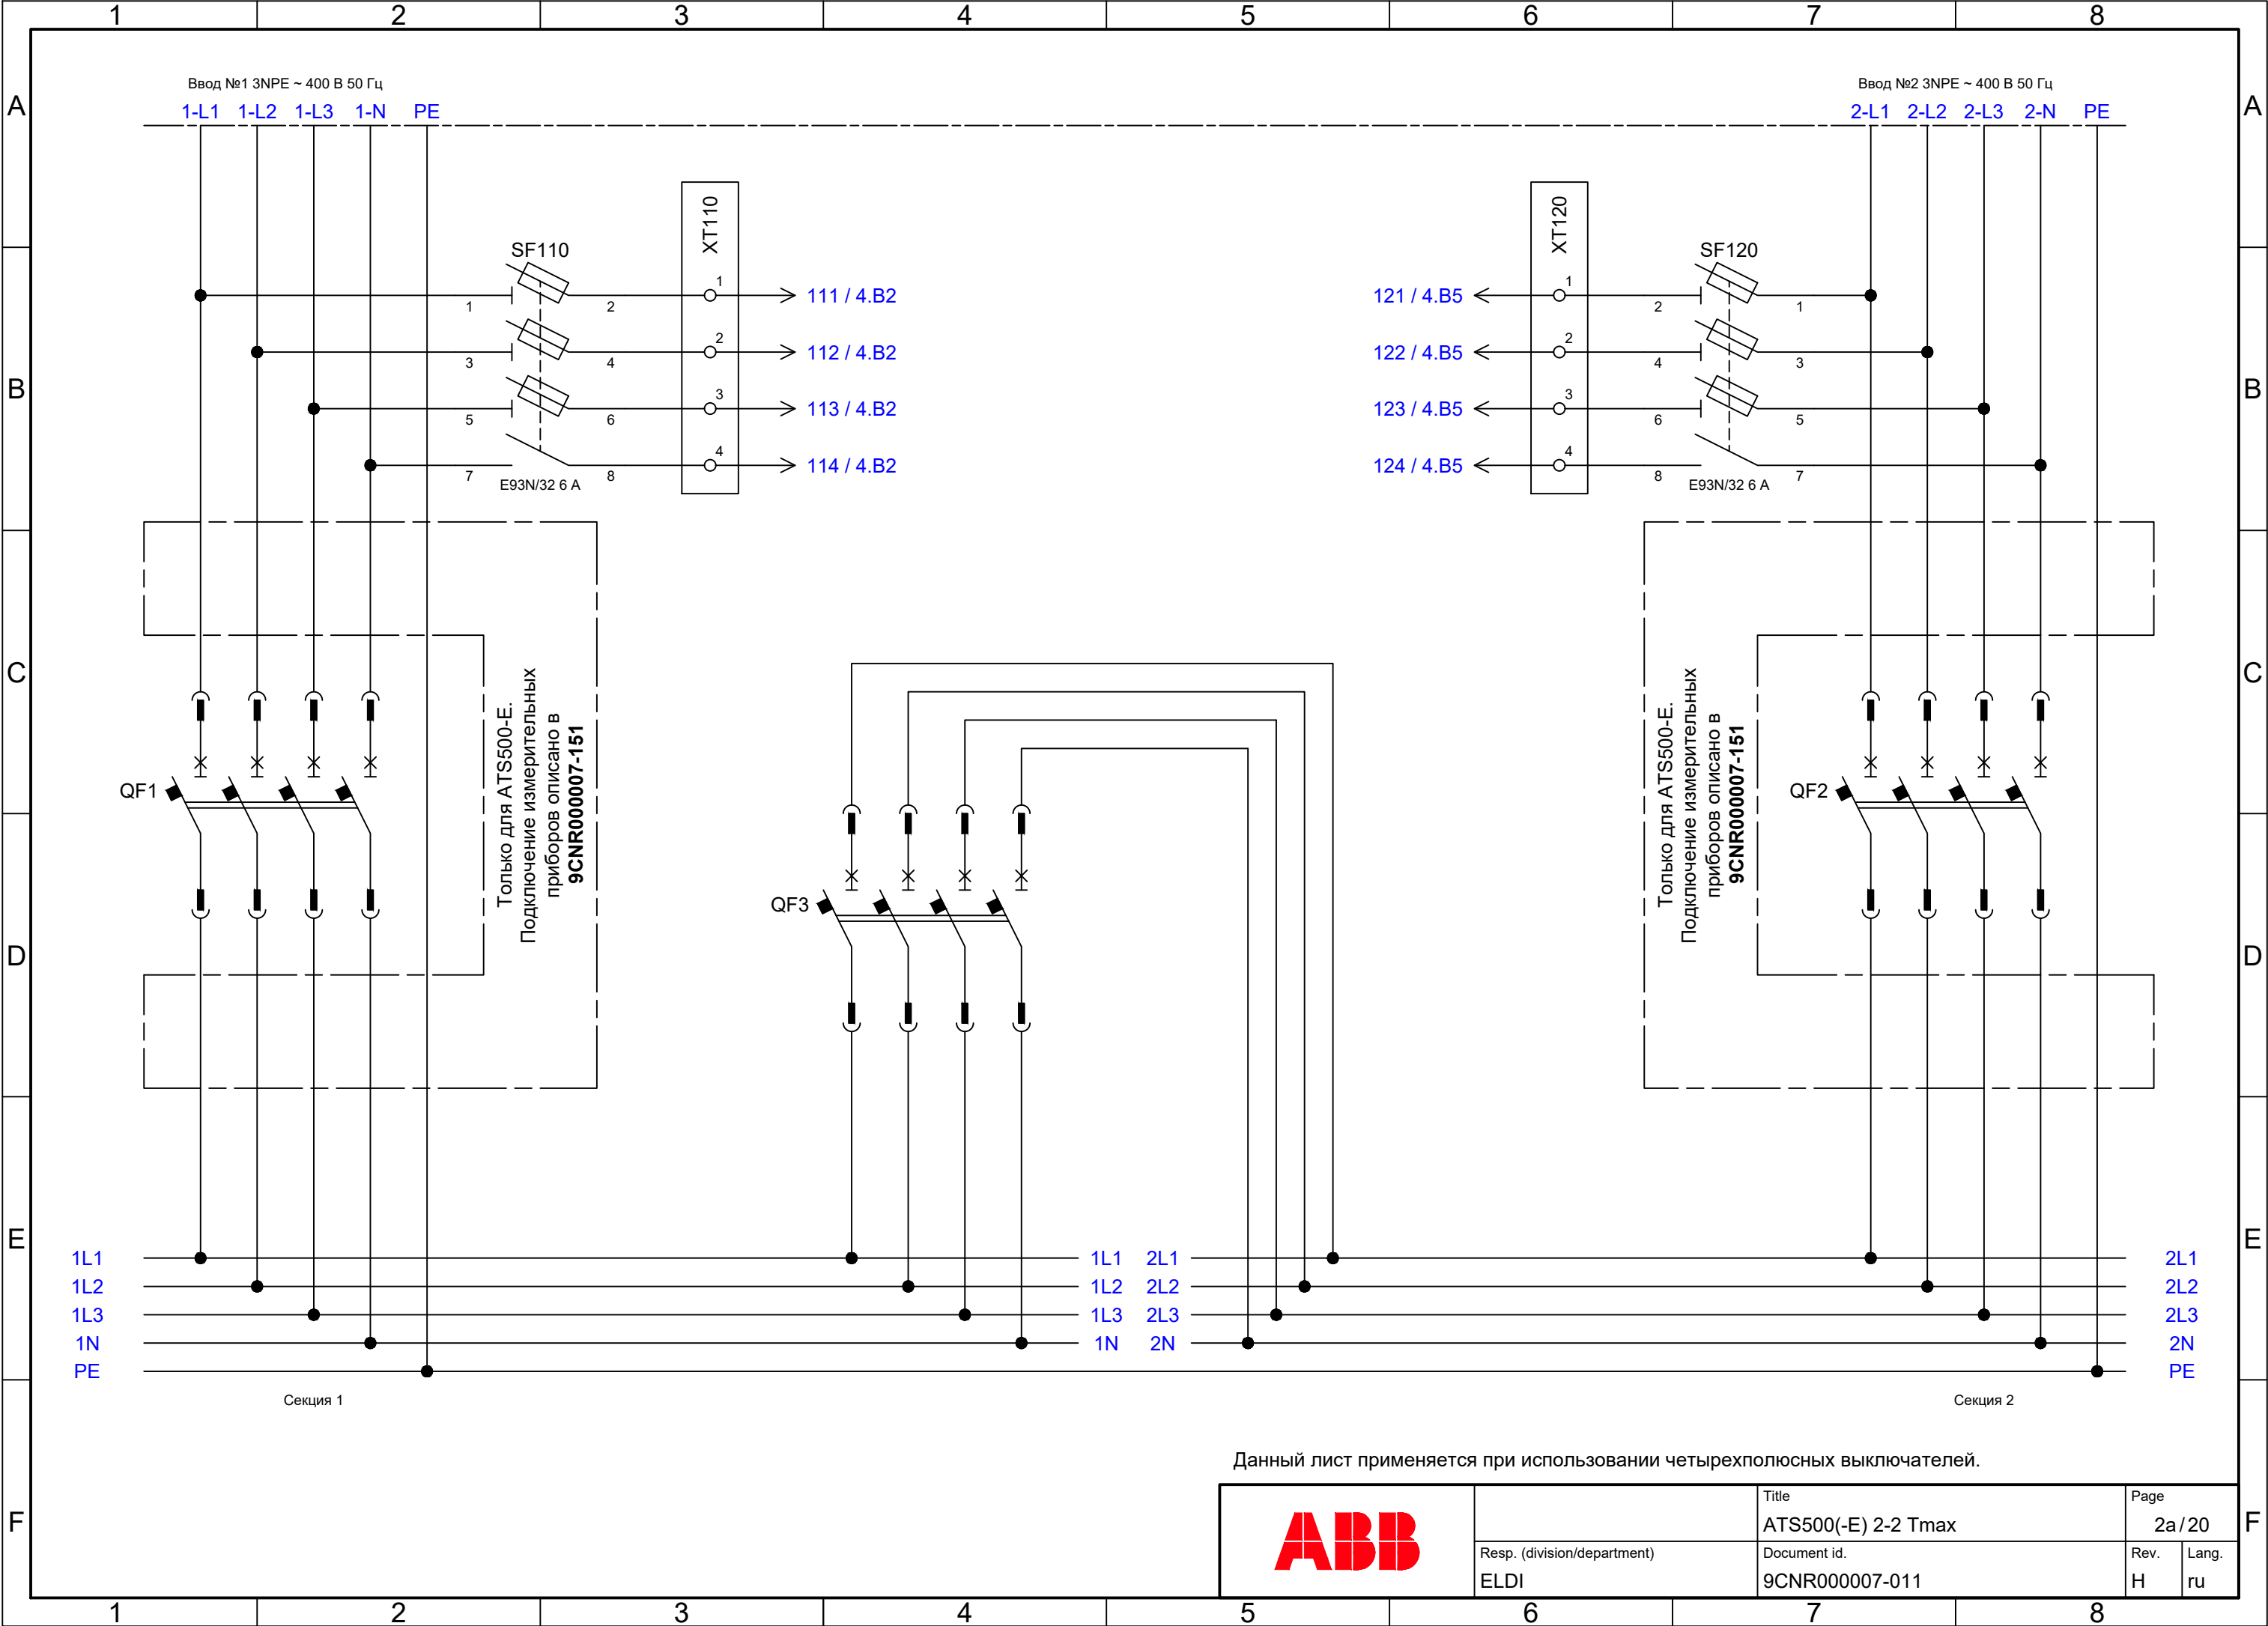 1 2 3 4 5 6 7 8
A A
B B
C C
D D
E E
F F
Ввод №1 3NPE ~ 400 В 50 Гц
1-L1 1-L2 1-L3 1-N PE
Ввод №2 3NPE ~ 400 В 50 Гц
2-L1 2-L2 2-L3 2-N PE
SF110
XT110
1 2 1 111 / 4.B2
3 4 2 112 / 4.B2
5 6 3 113 / 4.B2
7 8 4 114 / 4.B2
E93N/32 6 A
XT120
SF120
121 / 4.B5 1 2 1
122 / 4.B5 2 4 3
123 / 4.B5 3 6 5
124 / 4.B5 4 8 7
E93N/32 6 A
QF1
Только для ATS500-E.
Подключение измерительных
приборов описано в
9CNR000007-151
QF3
Только для ATS500-E.
Подключение измерительных
приборов описано в
9CNR000007-151
QF2
1L1 1L1 2L1 2L1
1L2 1L2 2L2 2L2
1L3 1L3 2L3 2L3
1N 1N 2N 2N
PE PE
Секция 1 Секция 2
Данный лист применяется при использовании четырехполюсных выключателей.
ABB
Title
ATS500(-E) 2-2 Tmax
Page
2a/20
Resp. (division/department)
ELDI
Document id.
9CNR000007-011
Rev.
H
Lang.
ru
1 2 3 4 5 6 7 8